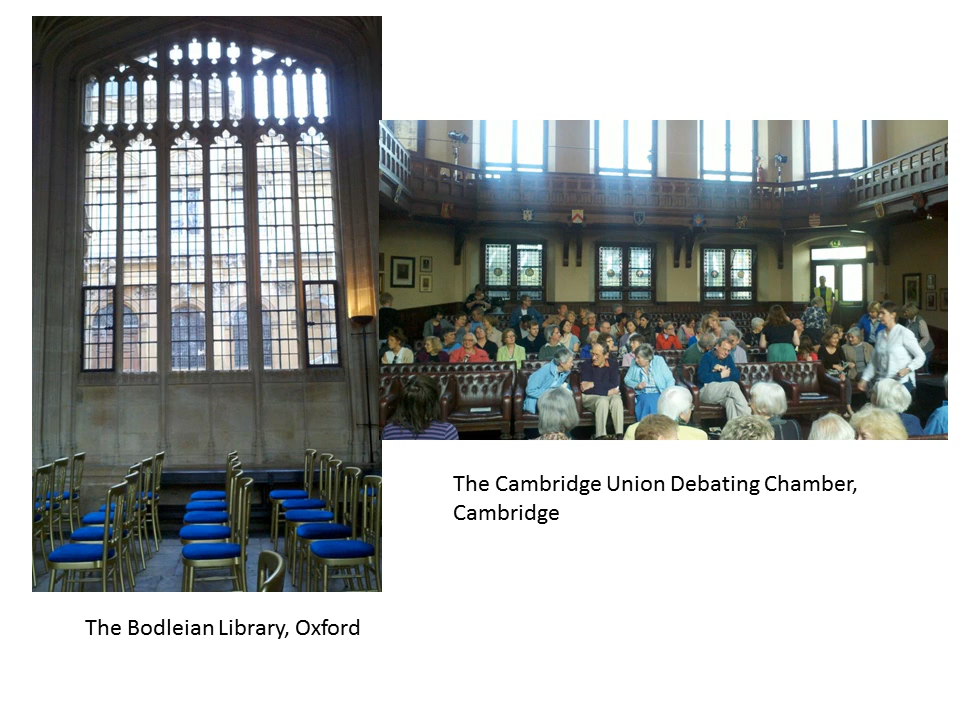 The Cambridge Union Debating Chamber,
Cambridge
The Bodleian Library, Oxford